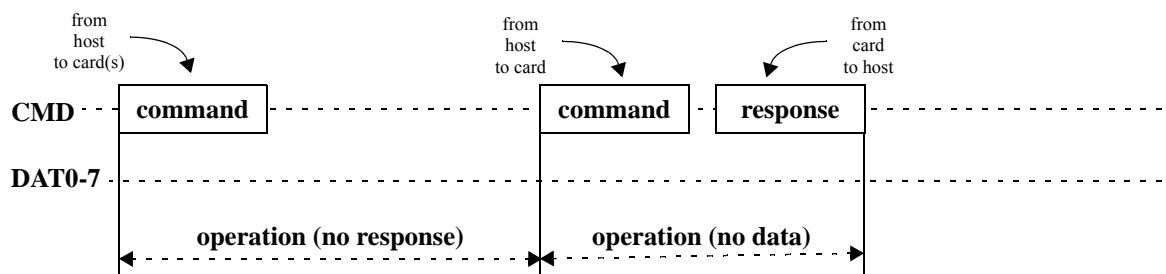 from
host
to card(s)
from
host
to card
from
card
to host
CMD
command
command
response
DAT0-7
operation (no response)
operation (no data)